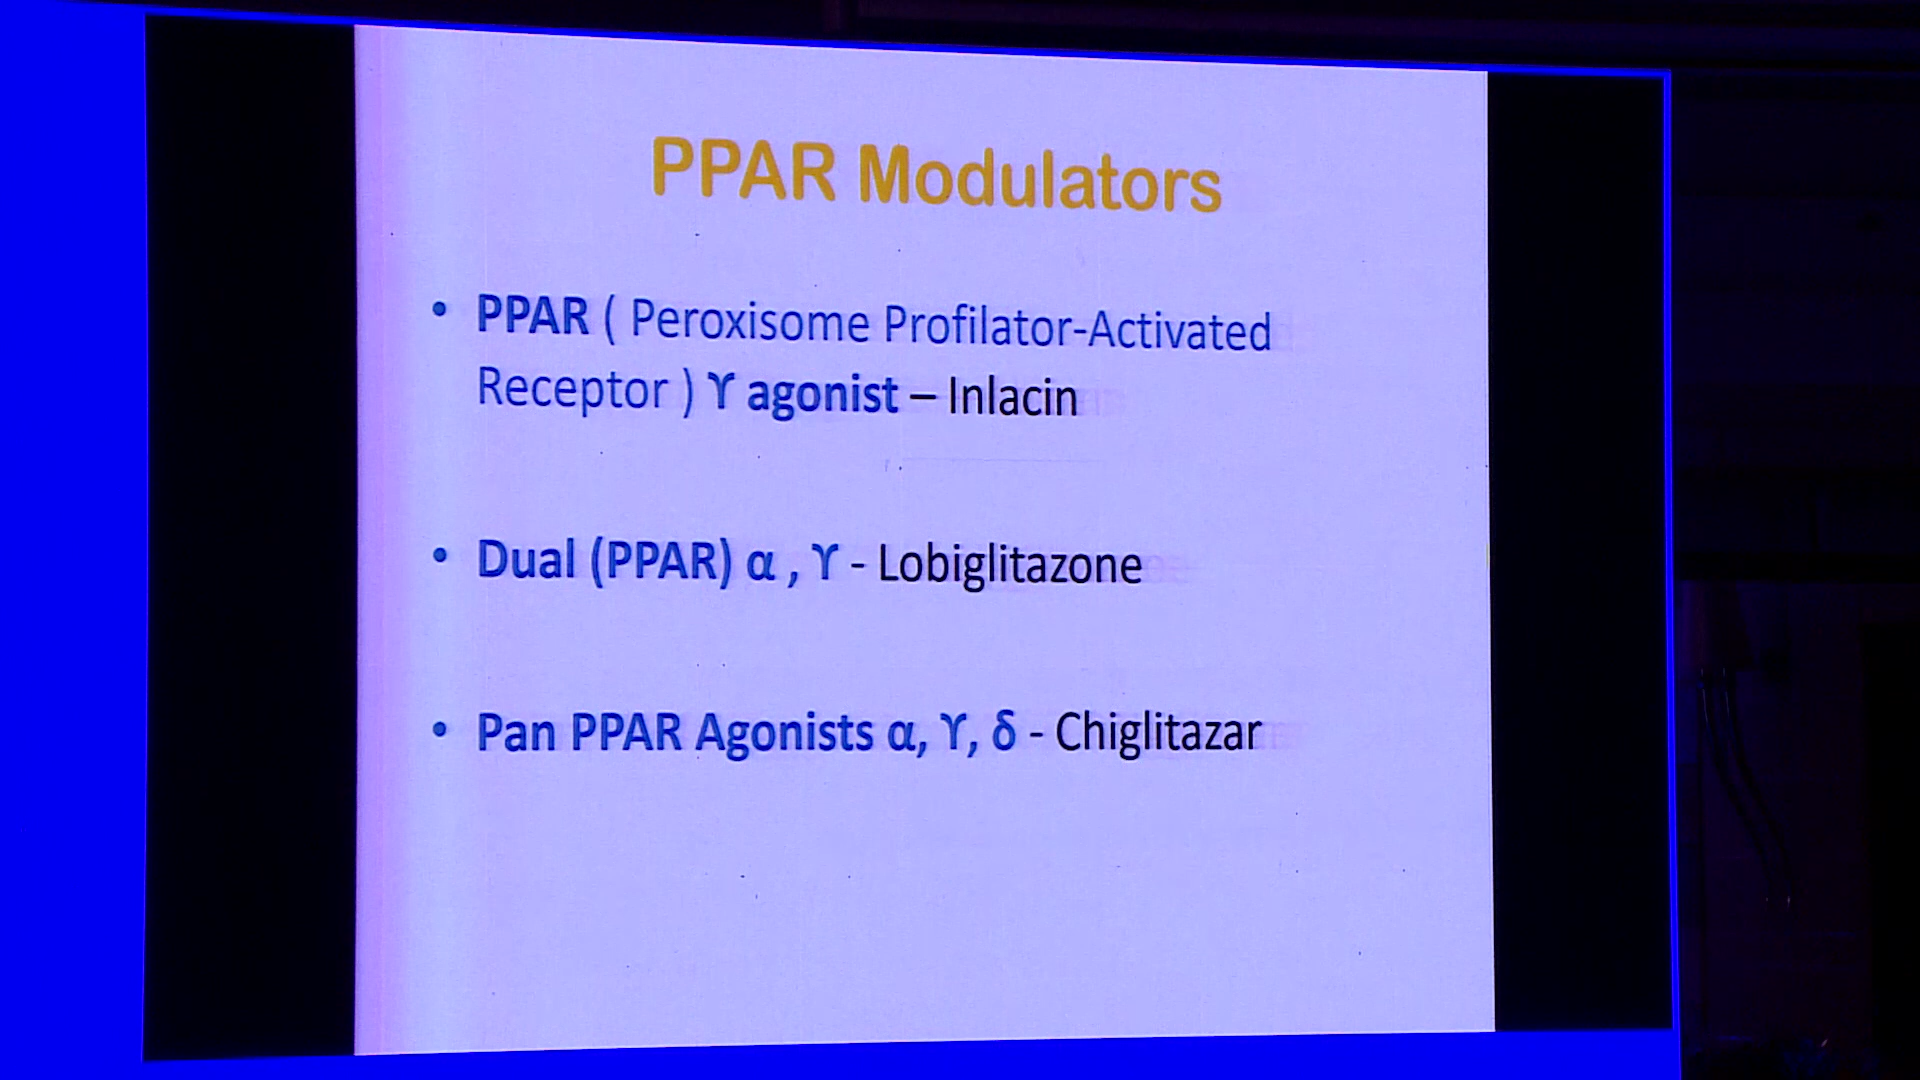 PPAR Modulators
• PPAR ( Peroxisome Profilator-Activated
Receptor ) ϒ agonist – Inlacin
• Dual (PPAR) α , ϒ - Lobiglitazone
• Pan PPAR Agonists α, ϒ, δ - Chiglitazar